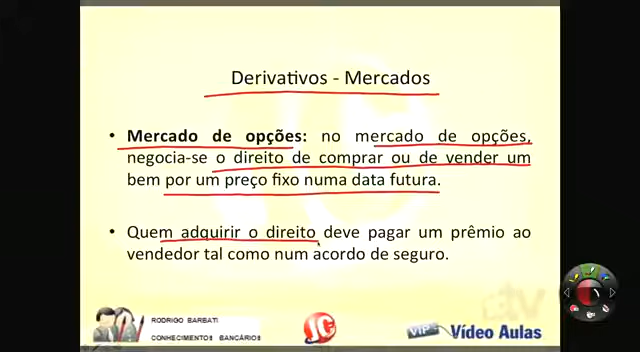 Derivativos - Mercados
• Mercado de opções: no mercado de opções,
negocia-se o direito de comprar ou de vender um
bem por um preço fixo numa data futura.
• Quem adquirir o direito deve pagar um prêmio ao
vendedor tal como num acordo de seguro.
RODRIGO BARBATI
CONHECIMENTOS BANCÁRIOS
VIP Vídeo Aulas